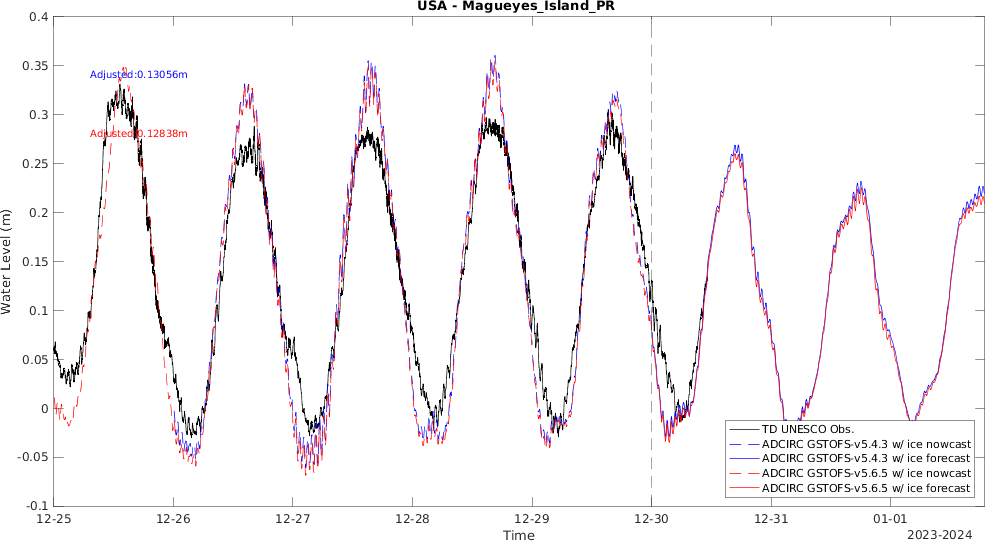 USA - Magueyes_Island_PR
0.4
0.35
0.3
0.25
0.2
0.15
0.1
0.05
0
-0.05
-0.1
Water Level (m)
Adjusted:0.13056m
Adjusted:0.12838m
TD UNESCO Obs.
ADCIRC GSTOFS-v5.4.3 w/ ice nowcast
ADCIRC GSTOFS-v5.4.3 w/ ice forecast
ADCIRC GSTOFS-v5.6.5 w/ ice nowcast
ADCIRC GSTOFS-v5.6.5 w/ ice forecast
12-25
12-26
12-27
12-28
12-29
12-30
12-31
01-01
Time
2023-2024